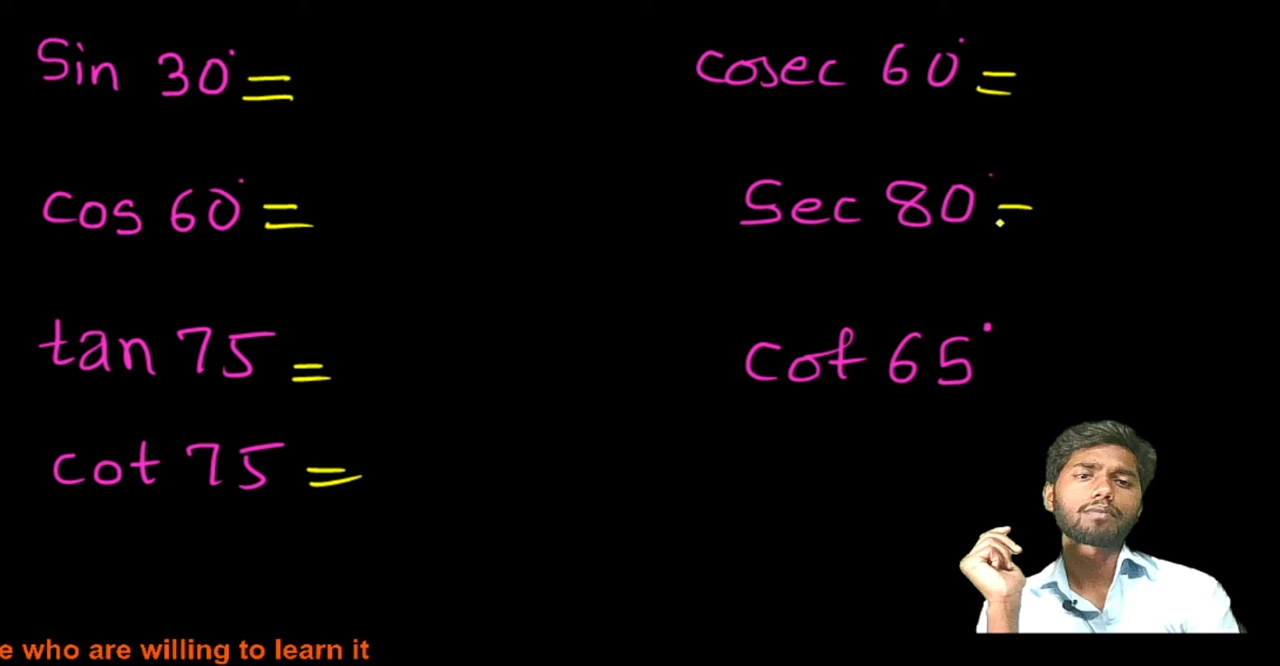 Sin 30° =
cos 60° =
tan 75 =
cot 75 =
cosec 60° =
Sec 80° -
cot 65°
e who are willing to learn it